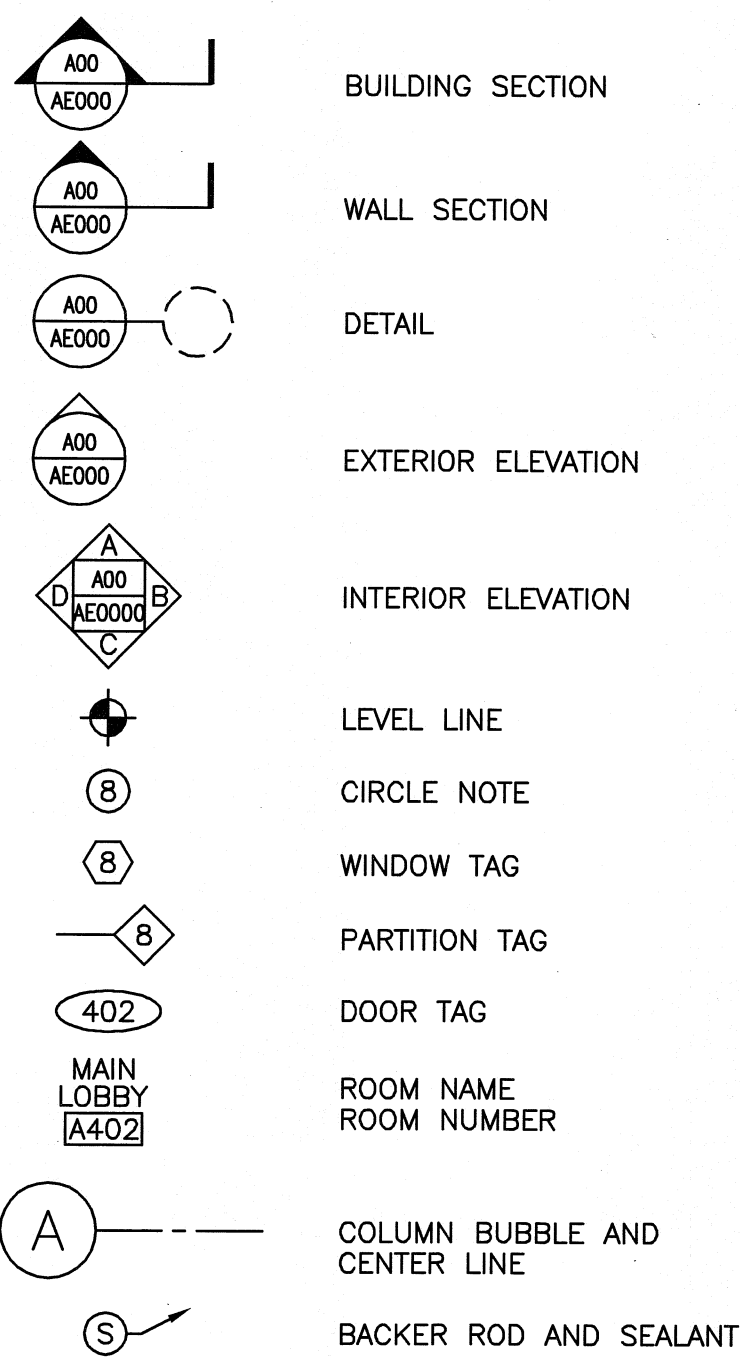 A00
AE000
BUILDING SECTION
A00
AE000
WALL SECTION
A00
AE000
DETAIL
A00
AE000
EXTERIOR ELEVATION
A
A00
D
B
AE0000
C
INTERIOR ELEVATION
LEVEL LINE
8
CIRCLE NOTE
8
WINDOW TAG
8
PARTITION TAG
402
DOOR TAG
MAIN
LOBBY
A402
ROOM NAME
ROOM NUMBER
A
COLUMN BUBBLE AND
CENTER LINE
S
BACKER ROD AND SEALANT